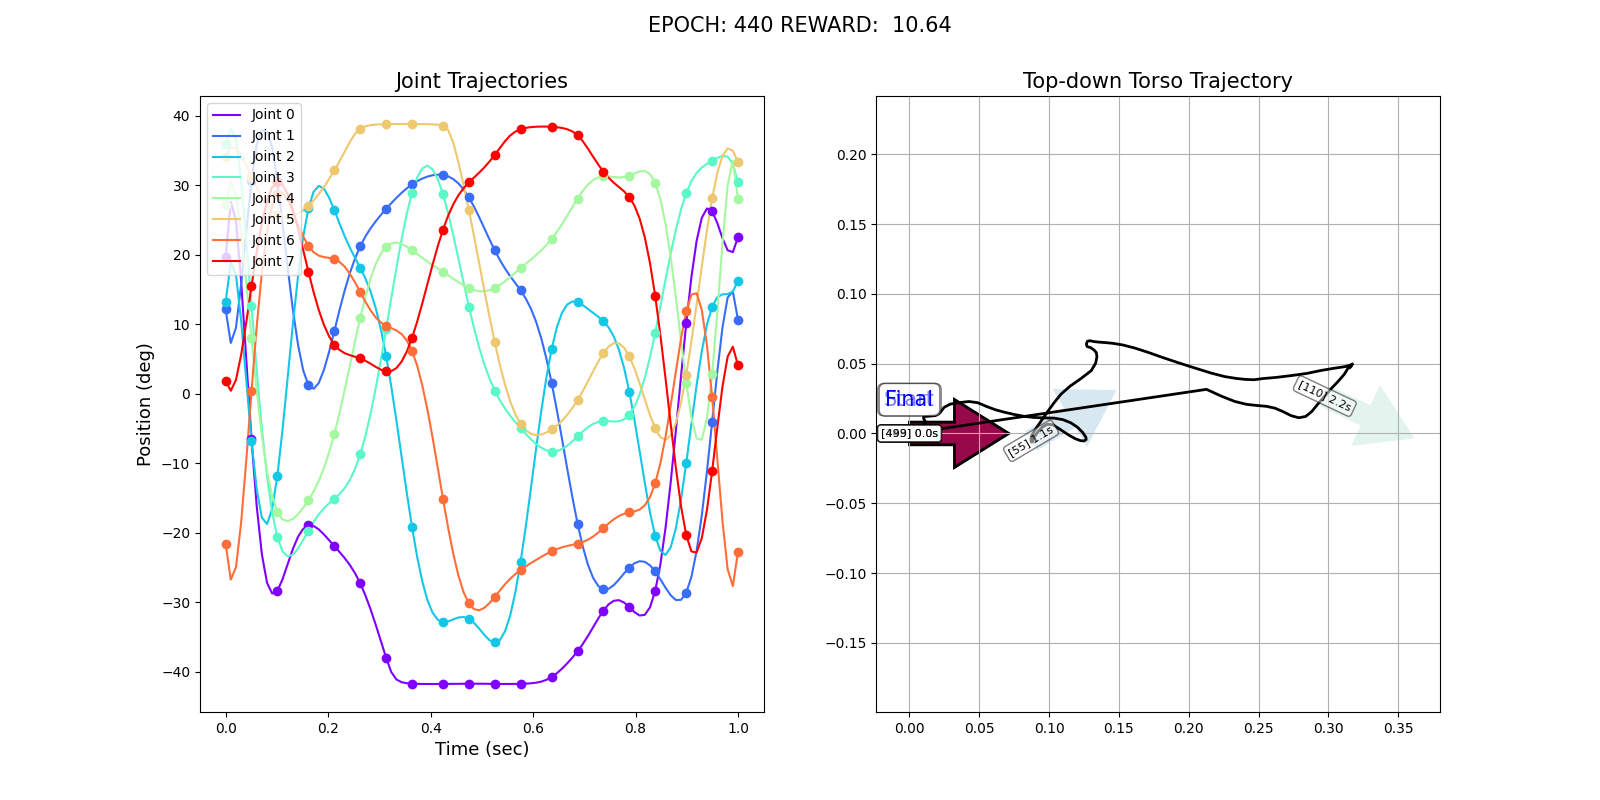 EPOCH: 440 REWARD:  10.64
Joint Trajectories
Joint 0
Joint 1
Joint 2
Joint 3
Joint 4
Joint 5
Joint 6
Joint 7
Position (deg)
40
30
20
10
0
−10
−20
−30
−40
0.0 0.2 0.4 0.6 0.8 1.0
Time (sec)
Top-down Torso Trajectory
0.20
0.15
0.10
0.05
0.00
−0.05
−0.10
−0.15
Final
[499] 0.0s
[55] 1.1s
[110] 2.2s
0.00 0.05 0.10 0.15 0.20 0.25 0.30 0.35